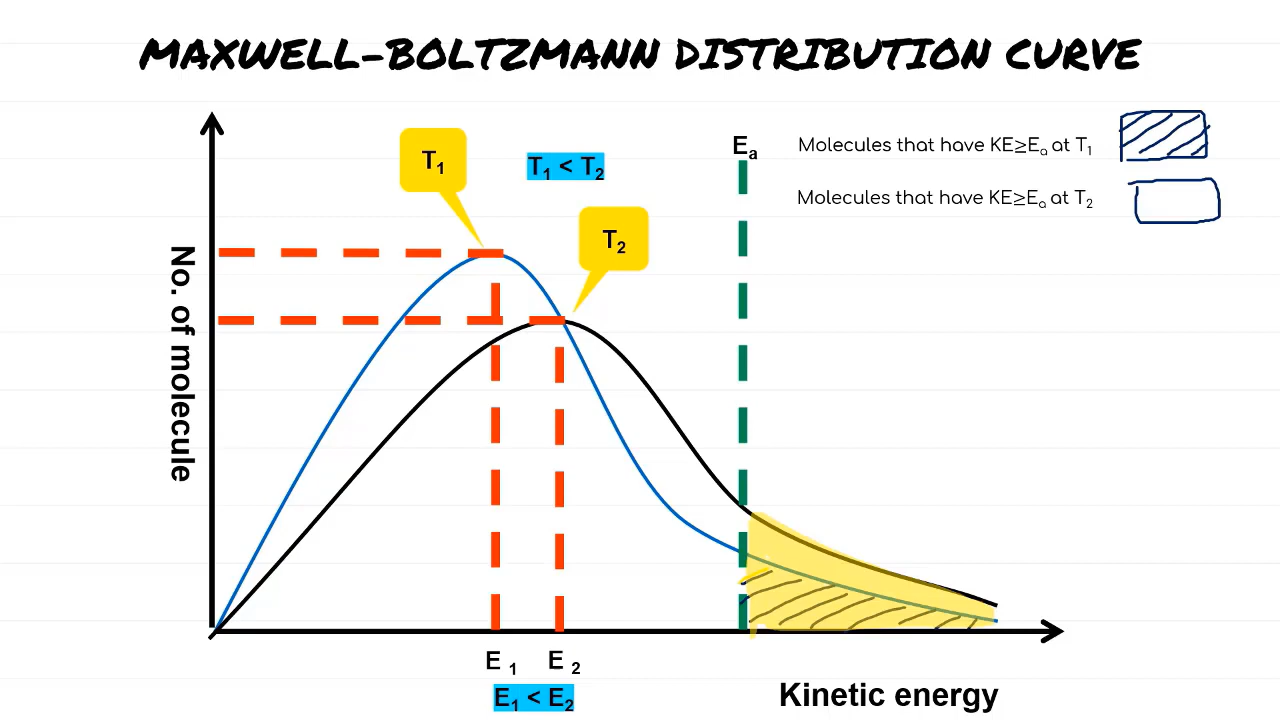 MAXWELL-BOLTZMANN DISTRIBUTION CURVE
T₁
T₁ < T₂
Eₐ
Molecules that have KE≥Eₐ at T₁
Molecules that have KE≥Eₐ at T₂
T₂
No. of molecule
E ₁
E ₂
E₁ < E₂
Kinetic energy